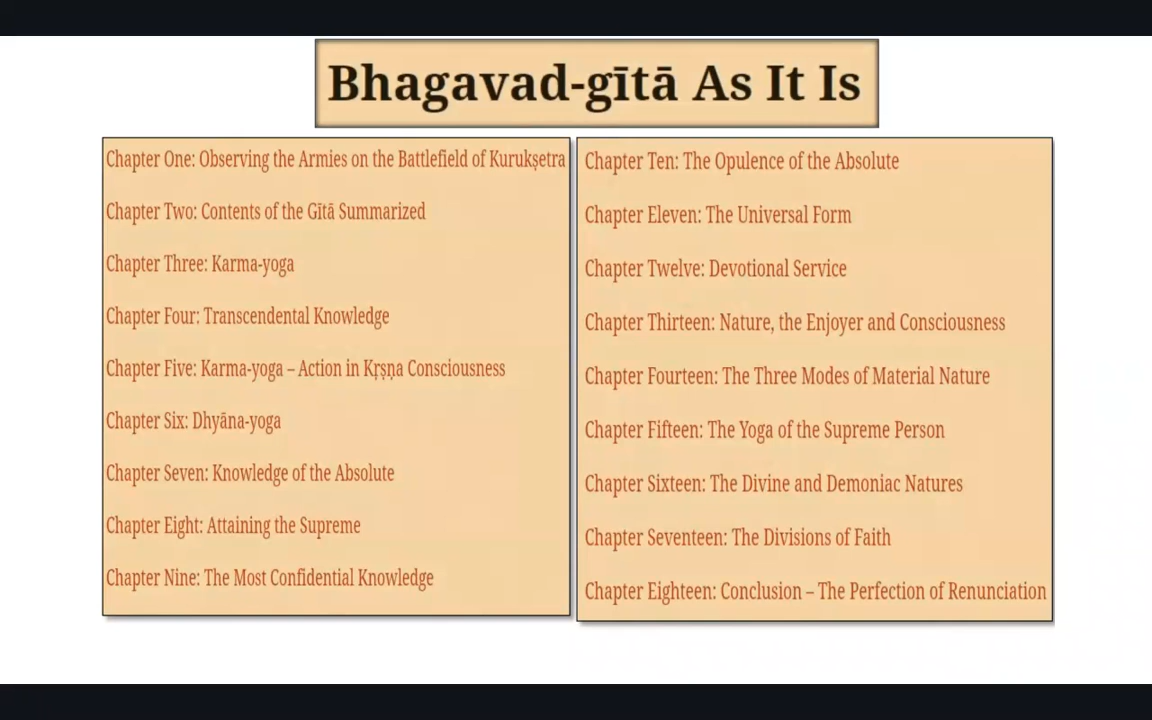 Bhagavad-gītā As It Is
Chapter One: Observing the Armies on the Battlefield of Kurukṣetra
Chapter Two: Contents of the Gītā Summarized
Chapter Three: Karma-yoga
Chapter Four: Transcendental Knowledge
Chapter Five: Karma-yoga – Action in Kṛṣṇa Consciousness
Chapter Six: Dhyāna-yoga
Chapter Seven: Knowledge of the Absolute
Chapter Eight: Attaining the Supreme
Chapter Nine: The Most Confidential Knowledge
Chapter Ten: The Opulence of the Absolute
Chapter Eleven: The Universal Form
Chapter Twelve: Devotional Service
Chapter Thirteen: Nature, the Enjoyer and Consciousness
Chapter Fourteen: The Three Modes of Material Nature
Chapter Fifteen: The Yoga of the Supreme Person
Chapter Sixteen: The Divine and Demoniac Natures
Chapter Seventeen: The Divisions of Faith
Chapter Eighteen: Conclusion – The Perfection of Renunciation